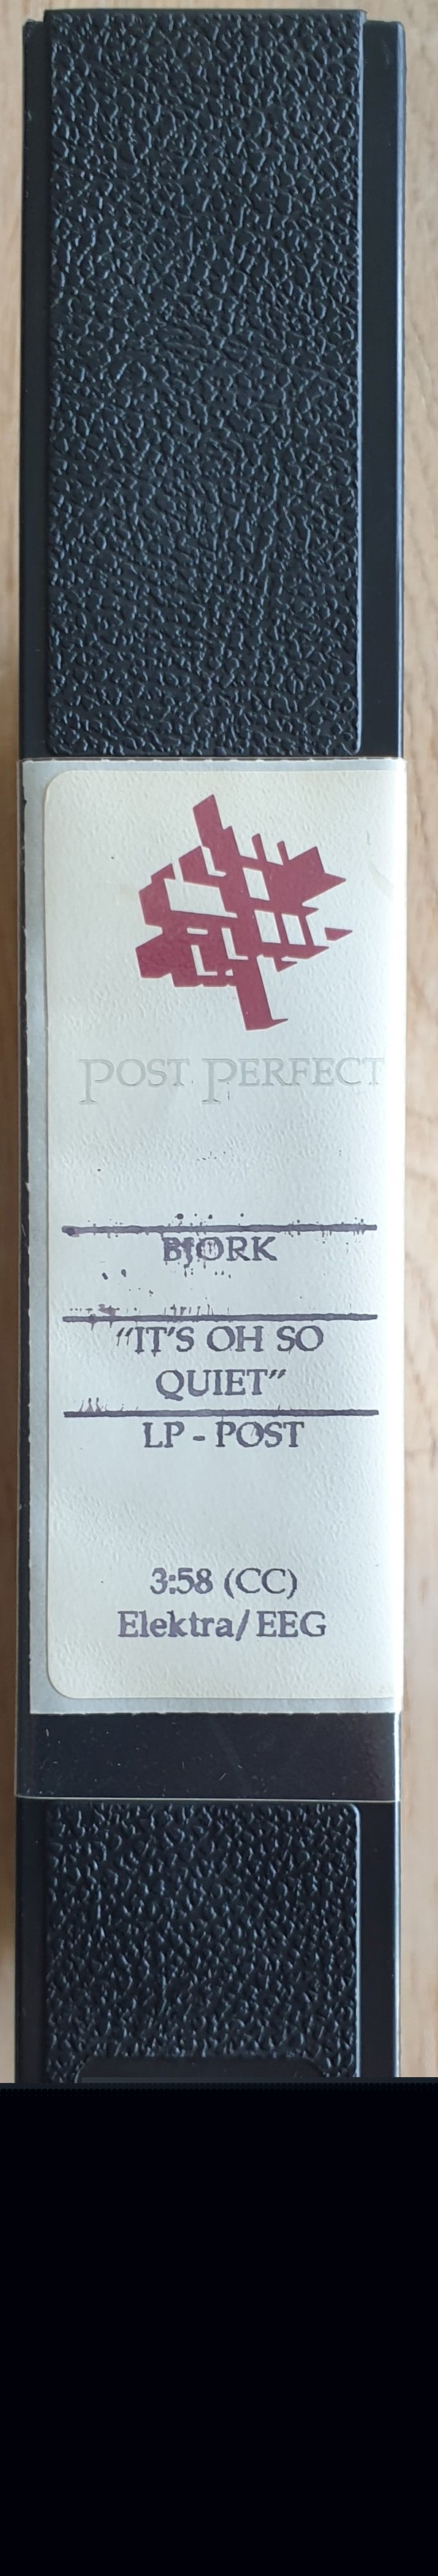 POST PERFECT
BJORK
"IT'S OH SO
QUIET"
LP - POST
3:58 (CC)
Elektra/EEG